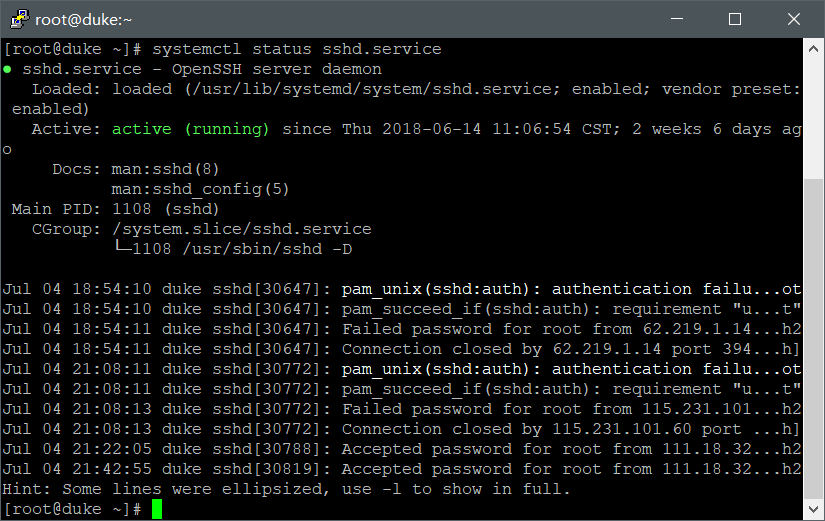 root@duke:~
[root@duke ~]# systemctl status sshd.service
● sshd.service - OpenSSH server daemon
   Loaded: loaded (/usr/lib/systemd/system/sshd.service; enabled; vendor preset:
 enabled)
   Active: active (running) since Thu 2018-06-14 11:06:54 CST; 2 weeks 6 days ag
o
     Docs: man:sshd(8)
           man:sshd_config(5)
 Main PID: 1108 (sshd)
   CGroup: /system.slice/sshd.service
           └─1108 /usr/sbin/sshd -D
Jul 04 18:54:10 duke sshd[30647]: pam_unix(sshd:auth): authentication failu...ot
Jul 04 18:54:10 duke sshd[30647]: pam_succeed_if(sshd:auth): requirement "u...t"
Jul 04 18:54:11 duke sshd[30647]: Failed password for root from 62.219.1.14...h2
Jul 04 18:54:11 duke sshd[30647]: Connection closed by 62.219.1.14 port 394...h]
Jul 04 21:08:11 duke sshd[30772]: pam_unix(sshd:auth): authentication failu...ot
Jul 04 21:08:11 duke sshd[30772]: pam_succeed_if(sshd:auth): requirement "u...t"
Jul 04 21:08:13 duke sshd[30772]: Failed password for root from 115.231.101...h2
Jul 04 21:08:13 duke sshd[30772]: Connection closed by 115.231.101.60 port ...h]
Jul 04 21:22:05 duke sshd[30788]: Accepted password for root from 111.18.32...h2
Jul 04 21:42:55 duke sshd[30819]: Accepted password for root from 111.18.32...h2
Hint: Some lines were ellipsized, use -l to show in full.
[root@duke ~]#